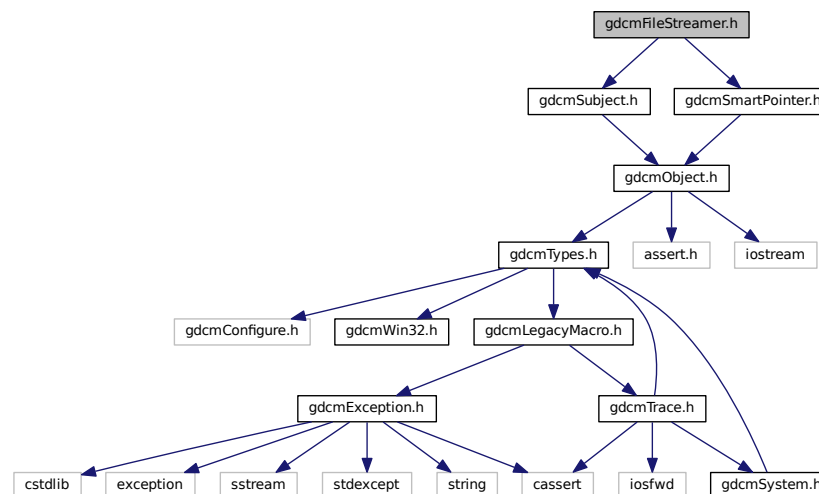 gdcmFileStreamer.h
gdcmSubject.h
gdcmSmartPointer.h
gdcmObject.h
gdcmTypes.h
assert.h
iostream
gdcmConfigure.h
gdcmWin32.h
gdcmLegacyMacro.h
gdcmException.h
gdcmTrace.h
cstdlib
exception
sstream
stdexcept
string
cassert
iosfwd
gdcmSystem.h